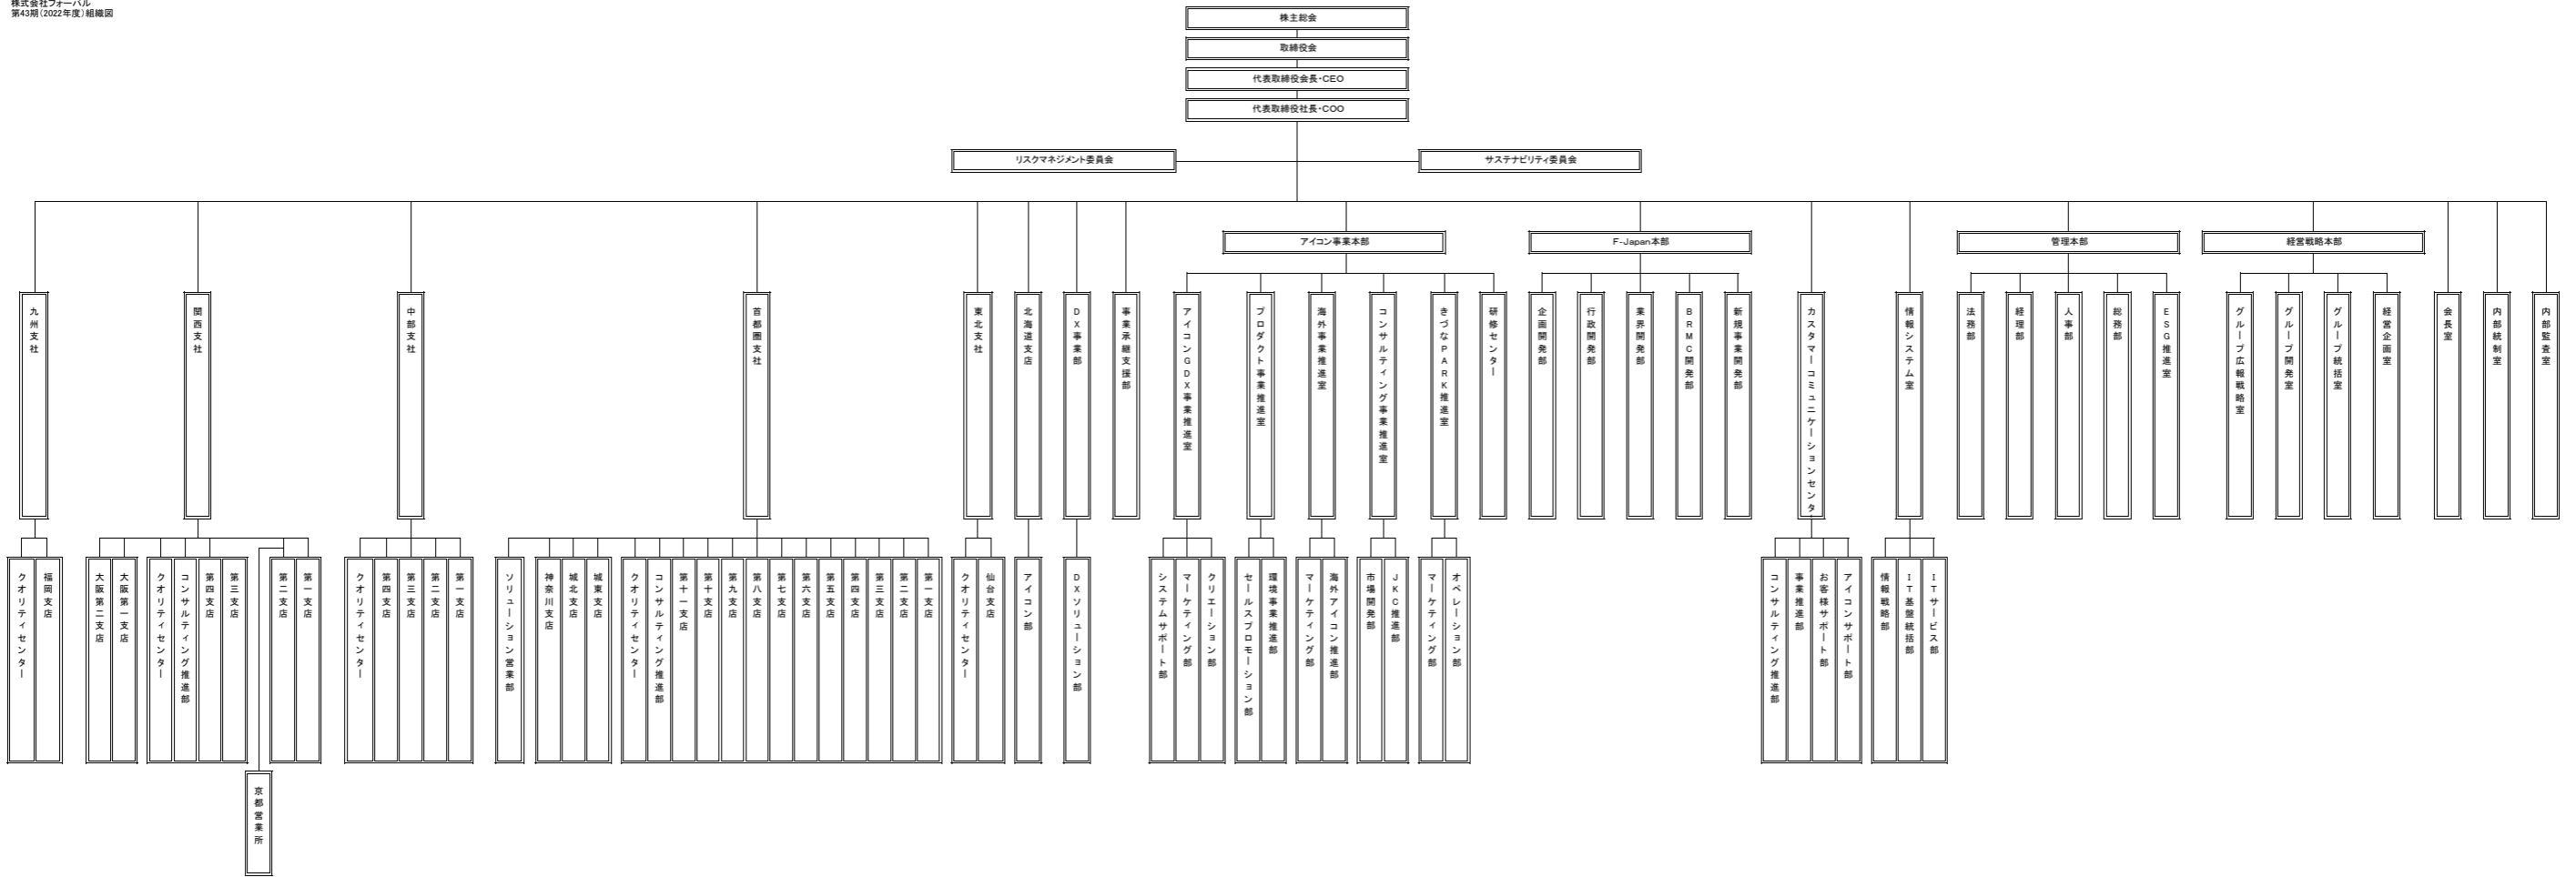 株式会社フォーバル
第43期(2022年度)組織図
株主総会
取締役会
代表取締役会長・CEO
代表取締役社長・COO
リスクマネジメント委員会
サステナビリティ委員会
アイコン事業本部
F-Japan本部
管理本部
経営戦略本部
九州支社
関西支社
中部支社
首都圏支社
東北支社
北海道支店
DX事業部
事業承継支援部
アイコンGDX事業推進室
プロダクト事業推進室
海外事業推進室
コンサルティング事業推進室
きづなPARK推進室
研修センター
企画開発部
行政開発部
業界開発部
BRMC開発部
新規事業開発部
カスタマーコミュニケーションセンタ
情報システム室
法務部
経理部
人事部
総務部
ESG推進室
グループ広報戦略室
グループ開発室
グループ統括室
経営企画室
会長室
内部統制室
内部監査室
クオリティセンター
福岡支店
大阪第二支店
大阪第一支店
クオリティセンター
コンサルティング推進部
第四支店
第三支店
第二支店
第一支店
クオリティセンター
第四支店
第三支店
第二支店
第一支店
ソリューション営業部
神奈川支店
城北支店
城東支店
クオリティセンター
コンサルティング推進部
第十一支店
第十支店
第九支店
第八支店
第七支店
第六支店
第五支店
第四支店
第三支店
第二支店
第一支店
クオリティセンター
仙台支店
アイコン部
DXソリューション部
システムサポート部
マーケティング部
クリエーション部
セールスプロモーション部
環境事業推進部
マーケティング部
海外アイコン推進部
市場開発部
JKC推進部
マーケティング部
オペレーション部
コンサルティング推進部
事業推進部
お客様サポート部
アイコンサポート部
情報戦略部
IT基盤統括部
ITサービス部
京都営業所